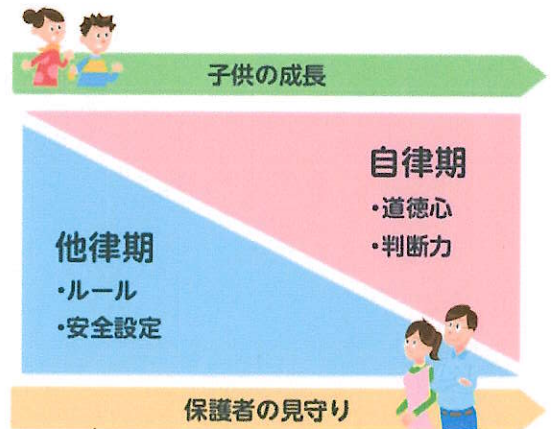 子供の成長
自律期
・道徳心
・判断力
他律期
・ルール
・安全設定
保護者の見守り